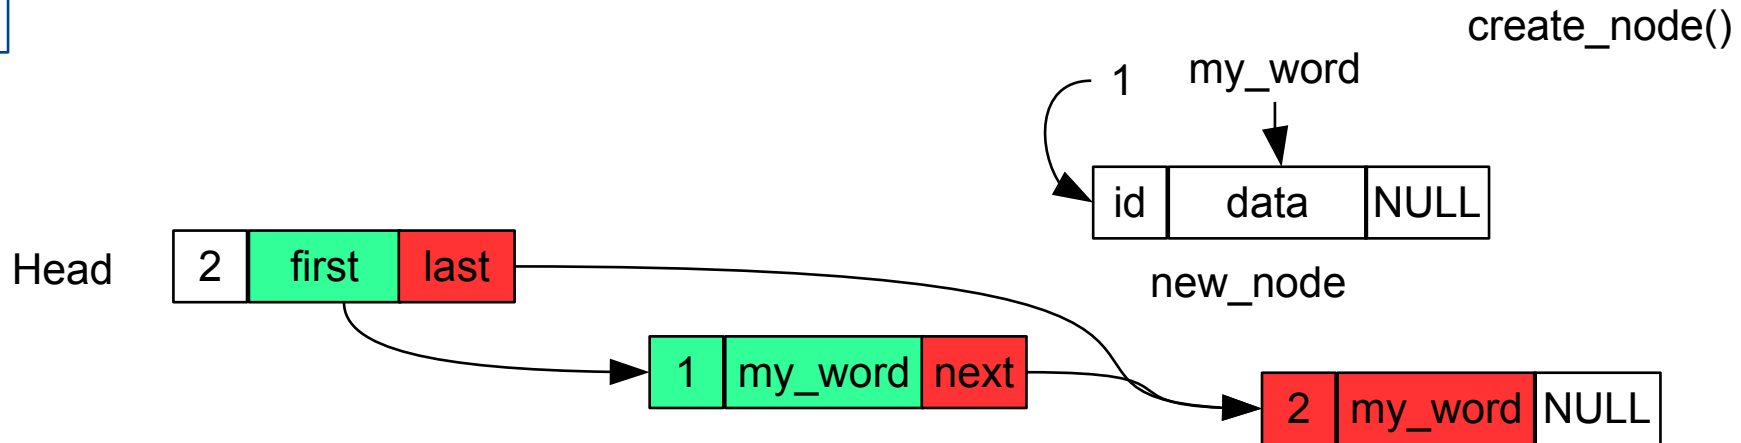 create_node()
1 my_word
id data NULL
new_node
Head 2 first last
1 my_word next
2 my_word NULL